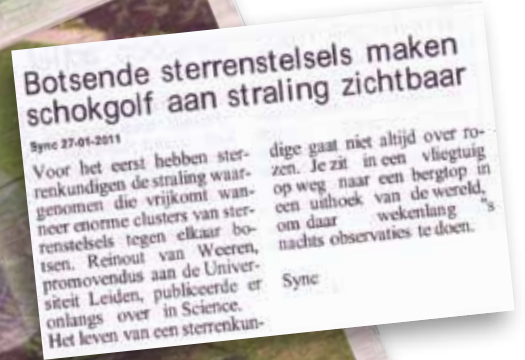 Botsende sterrenstelsels maken
schokgolf aan straling zichtbaar
Sync 27-01-2011
Voor het eerst hebben ster-
renkundigen de straling waar-
genomen die vrijkomt wan-
neer enorme clusters van ster-
renstelsels tegen elkaar bo-
tsen. Reinout van Weeren,
promovendus aan de Univer-
siteit Leiden, publiceerde er
onlangs over in Science.
Het leven van een sterrenkun-
dige gaat niet altijd over ro-
zen. Je zit in een vliegtuig
op weg naar een bergtop in
een uithoek van de wereld,
om daar wekenlang "s
nachts observaties te doen.
Sync